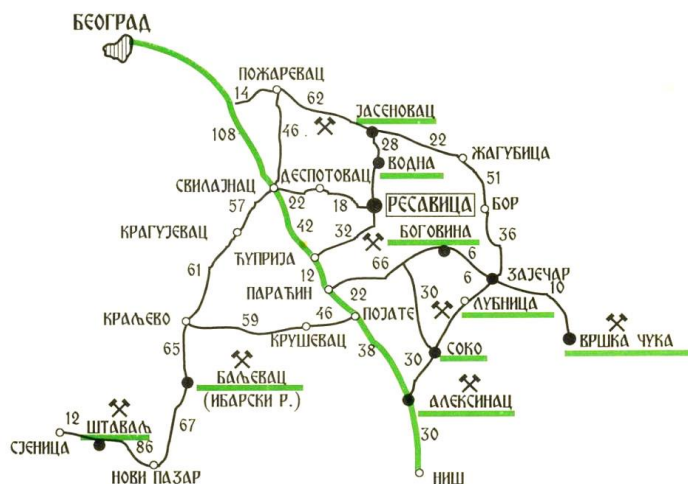 БЕОГРАД
ПОЖАРЕВАЦ
14
62
ЈАСЕНОВАЦ
108
46
28
22
ВОДНА
ЖАГУБИЦА
ДЕСПОТОВАЦ
51
СВИЛАЈНАЦ
22
18
РЕСАВИЦА
БОР
57
42
32
БОГОВИНА
36
КРАГУЈЕВАЦ
ЋУПРИЈА
66
6
ЗАЈЕЧАР
61
12
6
10
ПАРАЋИН
22
30
ЛУБНИЦА
46
ПОЈАТЕ
КРАЉЕВО
59
КРУШЕВАЦ
38
30
СОКО
ВРШКА ЧУКА
65
БАЉЕВАЦ
(ИБАРСКИ Р.)
АЛЕКСИНАЦ
12
ШТАВАЉ
67
30
СЈЕНИЦА
86
НОВИ ПАЗАР
НИШ